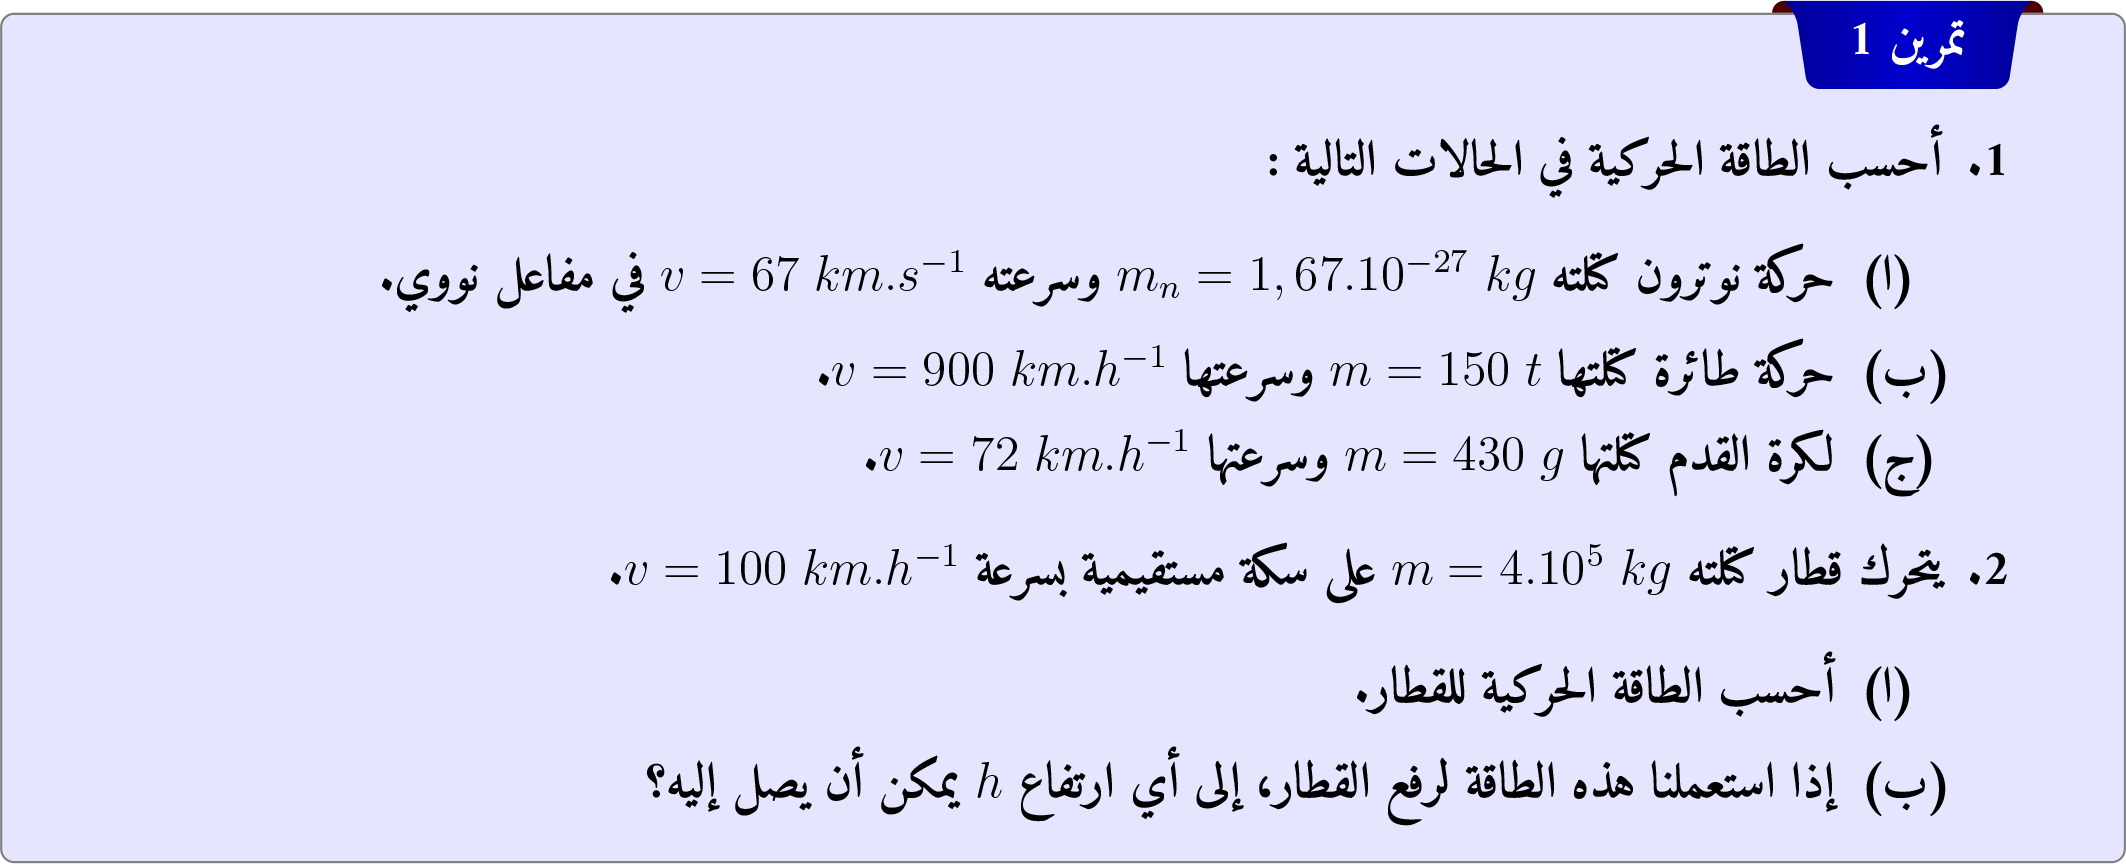 تمرين 1
1. أحسب الطاقة الحركية في الحالات التالية :
(ا) حركة نوترون كتلته $m_n = 1,67.10^{-27}\ kg$ وسرعته $v = 67\ km.s^{-1}$ في مفاعل نووي.
(ب) حركة طائرة كتلتها $m = 150\ t$ وسرعتها $v = 900\ km.h^{-1}$.
(ج) لكرة القدم كتلتها $m = 430\ g$ وسرعتها $v = 72\ km.h^{-1}$.
2. يتحرك قطار كتلته $m = 4.10^5\ kg$ على سكة مستقيمية بسرعة $v = 100\ km.h^{-1}$.
(ا) أحسب الطاقة الحركية للقطار.
(ب) إذا استعملنا هذه الطاقة لرفع القطار، إلى أي ارتفاع $h$ يمكن أن يصل إليه؟